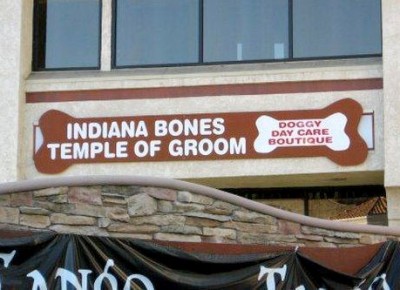 INDIANA BONES
TEMPLE OF GROOM
DOGGY
DAY CARE
BOUTIQUE